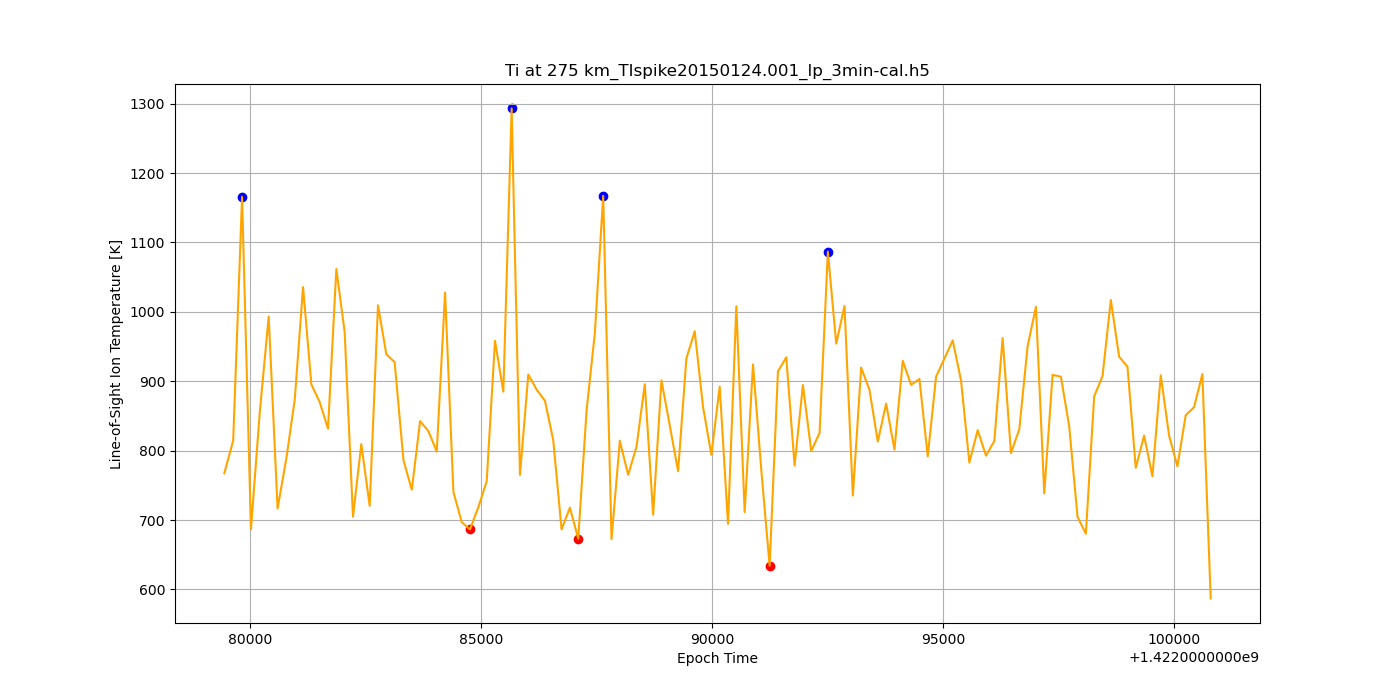 Ti at 275 km_TIspike20150124.001_lp_3min-cal.h5
1300
1200
1100
1000
900
800
700
600
Line-of-Sight Ion Temperature [K]
80000 85000 90000 95000 100000
Epoch Time
+1.4220000000e9